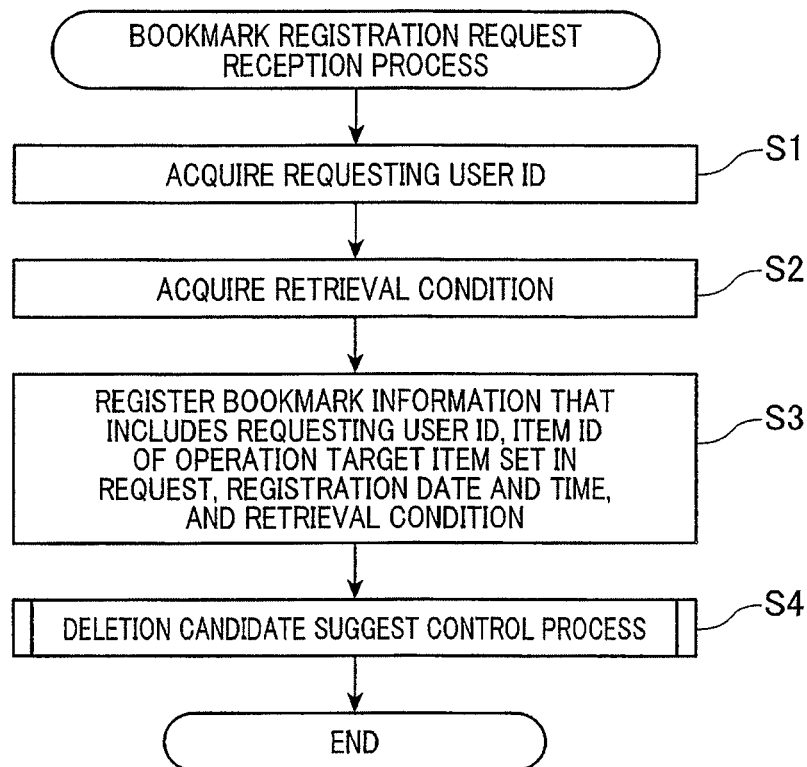 BOOKMARK REGISTRATION REQUEST
RECEPTION PROCESS
ACQUIRE REQUESTING USER ID
S1
ACQUIRE RETRIEVAL CONDITION
S2
REGISTER BOOKMARK INFORMATION THAT
INCLUDES REQUESTING USER ID, ITEM ID
OF OPERATION TARGET ITEM SET IN
REQUEST, REGISTRATION DATE AND TIME,
AND RETRIEVAL CONDITION
S3
DELETION CANDIDATE SUGGEST CONTROL PROCESS
S4
END